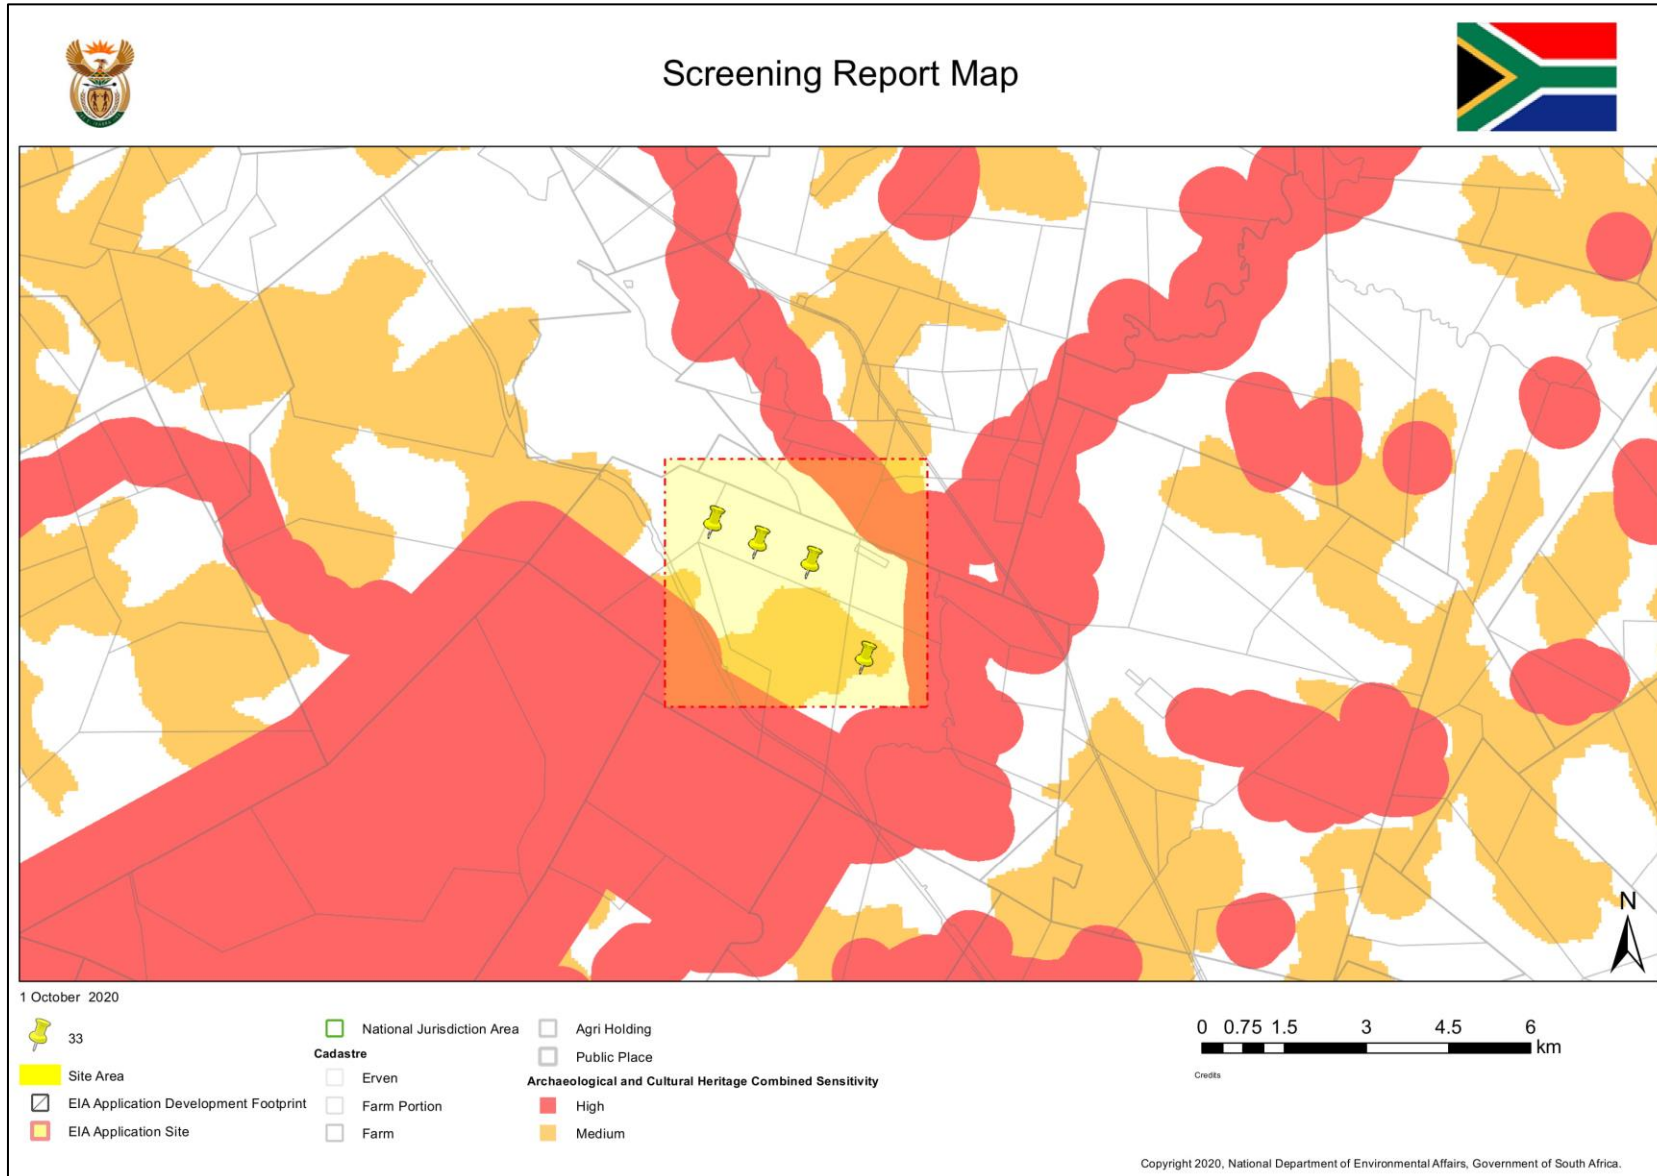 Screening Report Map
N
1 October 2020
33
Site Area
EIA Application Development Footprint
EIA Application Site
National Jurisdiction Area
Cadastre
Erven
Farm Portion
Farm
Agri Holding
Public Place
Archaeological and Cultural Heritage Combined Sensitivity
High
Medium
0 0.75 1.5 3 4.5 6
km
Credits
Copyright 2020, National Department of Environmental Affairs, Government of South Africa.